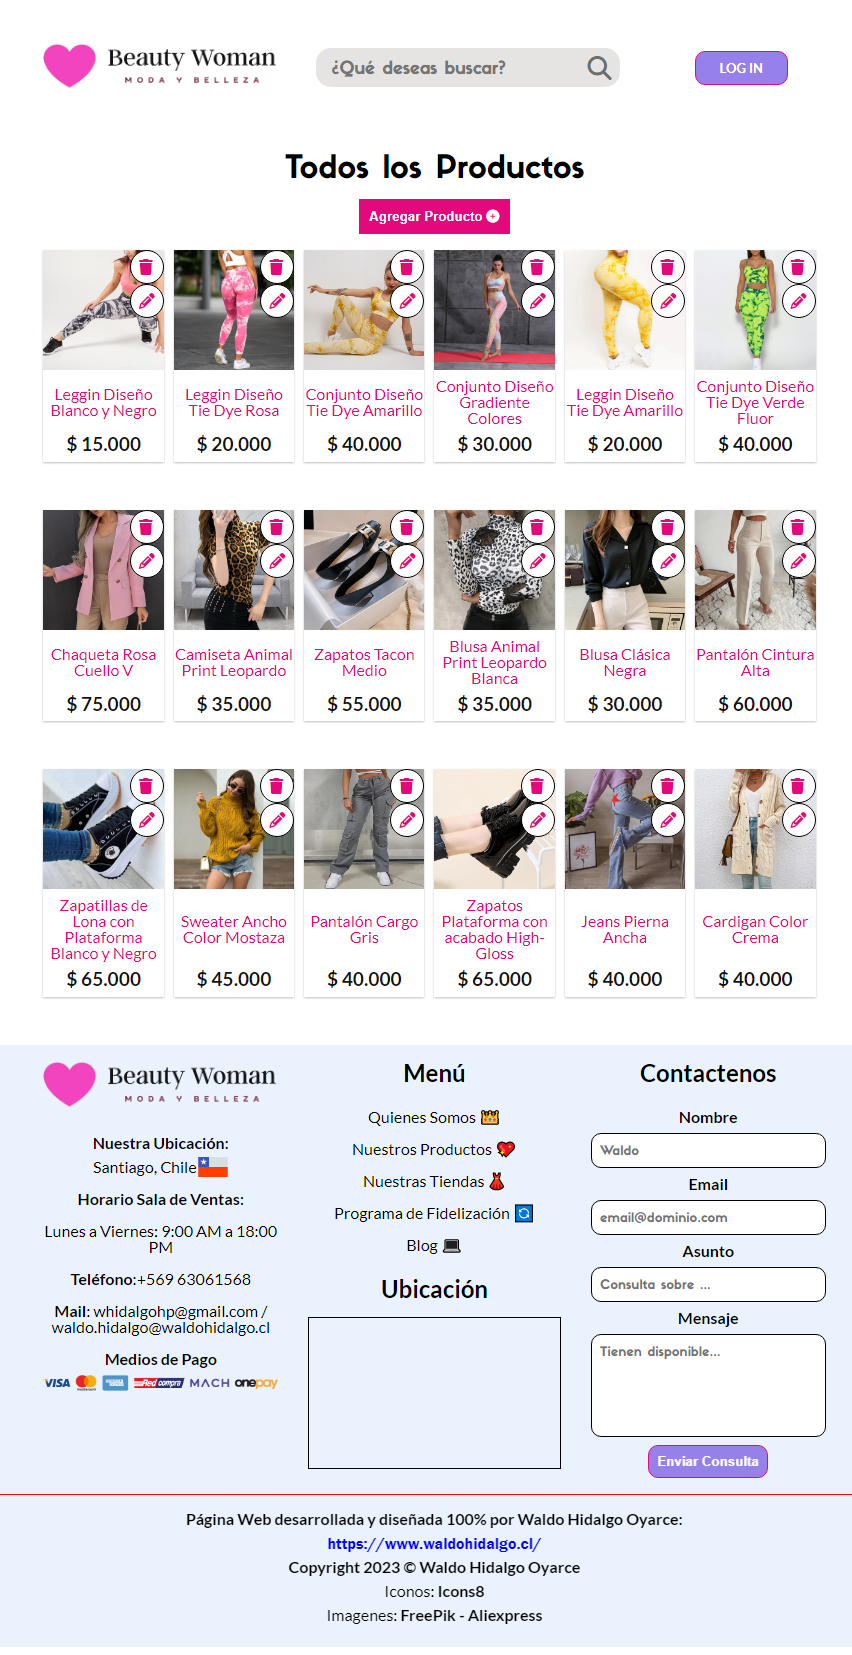 Beauty Woman
MODA Y BELLEZA
¿Qué deseas buscar?
LOG IN
Todos los Productos
Agregar Producto
Leggin Diseño
Blanco y Negro
$ 15.000
Leggin Diseño
Tie Dye Rosa
$ 20.000
Conjunto Diseño
Tie Dye Amarillo
$ 40.000
Conjunto Diseño
Gradiente
Colores
$ 30.000
Leggin Diseño
Tie Dye Amarillo
$ 20.000
Conjunto Diseño
Tie Dye Verde
Fluor
$ 40.000
Chaqueta Rosa
Cuello V
$ 75.000
Camiseta Animal
Print Leopardo
$ 35.000
Zapatos Tacon
Medio
$ 55.000
Blusa Animal
Print Leopardo
Blanca
$ 35.000
Blusa Clásica
Negra
$ 30.000
Pantalón Cintura
Alta
$ 60.000
Zapatillas de
Lona con
Plataforma
Blanco y Negro
$ 65.000
Sweater Ancho
Color Mostaza
$ 45.000
Pantalón Cargo
Gris
$ 40.000
Zapatos
Plataforma con
acabado High-
Gloss
$ 65.000
Jeans Pierna
Ancha
$ 40.000
Cardigan Color
Crema
$ 40.000
Beauty Woman
MODA Y BELLEZA
Nuestra Ubicación:
Santiago, Chile
Horario Sala de Ventas:
Lunes a Viernes: 9:00 AM a 18:00
PM
Teléfono:+569 63061568
Mail: whidalgohp@gmail.com /
waldo.hidalgo@waldohidalgo.cl
Medios de Pago
VISA mastercard AMERICAN EXPRESS Redcompra MACH onepay
Menú
Quienes Somos
Nuestros Productos
Nuestras Tiendas
Programa de Fidelización
Blog
Ubicación
Contactenos
Nombre
Waldo
Email
email@dominio.com
Asunto
Consulta sobre ...
Mensaje
Tienen disponible...
Enviar Consulta
Página Web desarrollada y diseñada 100% por Waldo Hidalgo Oyarce:
https://www.waldohidalgo.cl/
Copyright 2023 © Waldo Hidalgo Oyarce
Iconos: Icons8
Imagenes: FreePik - Aliexpress